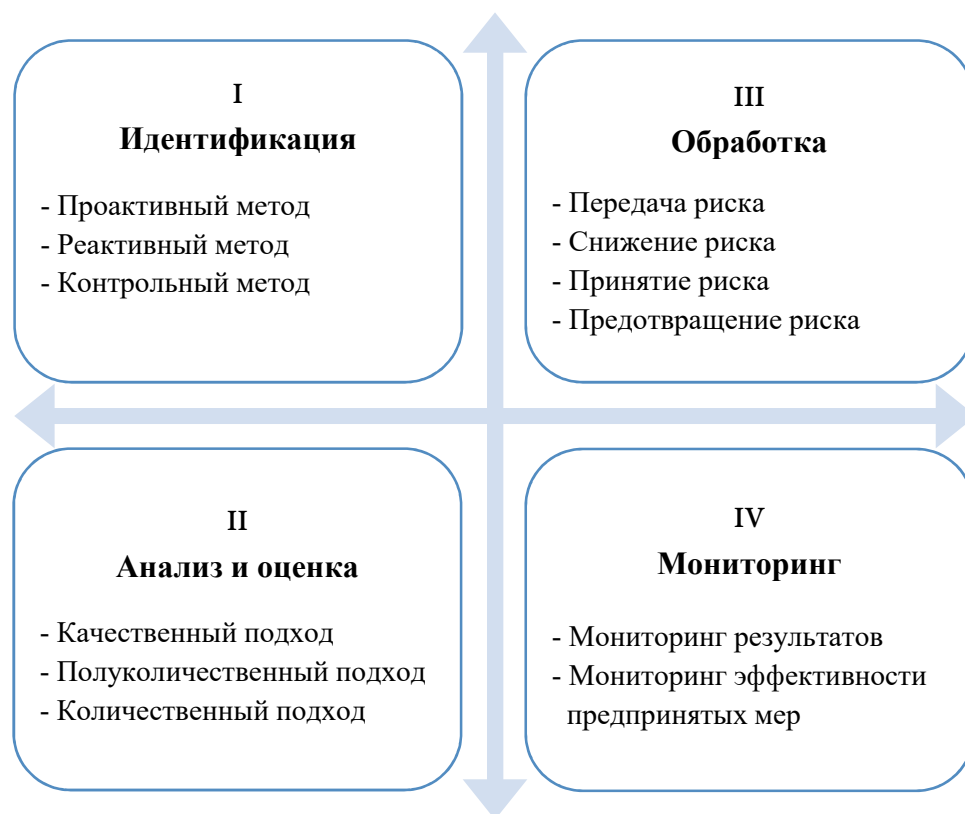 I
Идентификация
- Проактивный метод
- Реактивный метод
- Контрольный метод
II
Анализ и оценка
- Качественный подход
- Полуколичественный подход
- Количественный подход
III
Обработка
- Передача риска
- Снижение риска
- Принятие риска
- Предотвращение риска
IV
Мониторинг
- Мониторинг результатов
- Мониторинг эффективности
предпринятых мер